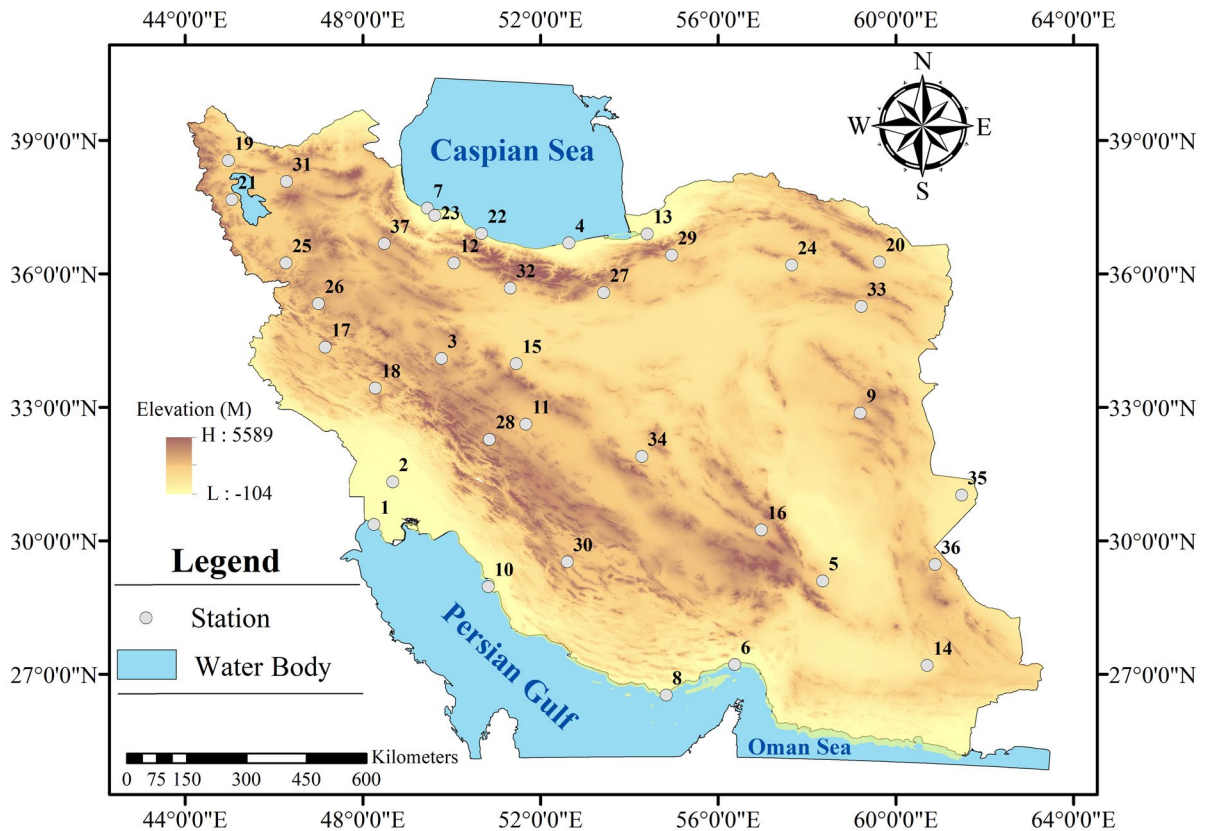 44°0'0"E 48°0'0"E 52°0'0"E 56°0'0"E 60°0'0"E 64°0'0"E
N
W E
S
39°0'0"N 39°0'0"N
Caspian Sea
19
31
21
7
23
22
4
13
37
12
29
25
32
27
24
20
36°0'0"N 36°0'0"N
26
33
17
3
15
18
9
33°0'0"N 33°0'0"N
Elevation (M)
H : 5589
L : -104
28
11
34
2
35
1
16
30°0'0"N 30°0'0"N
30
5
36
10
Legend
Station
Water Body
Persian Gulf
6
14
27°0'0"N 27°0'0"N
8
Oman Sea
Kilometers
0 75 150 300 450 600
44°0'0"E 48°0'0"E 52°0'0"E 56°0'0"E 60°0'0"E 64°0'0"E